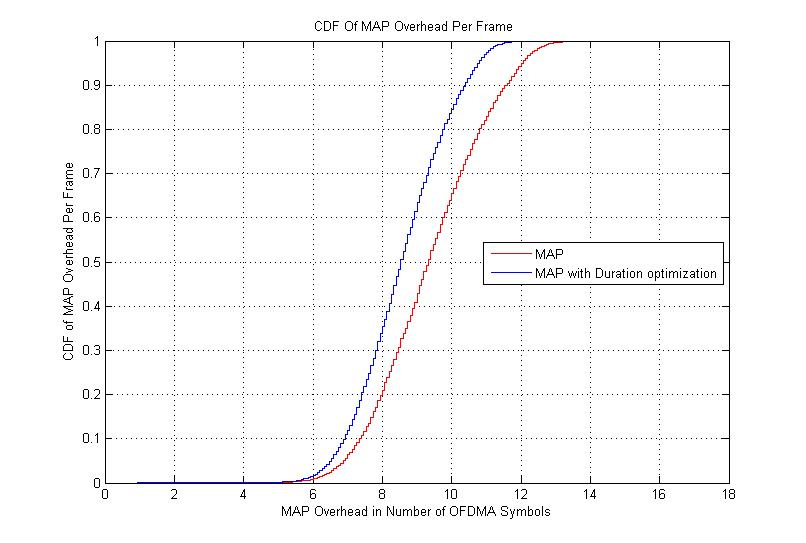 CDF Of MAP Overhead Per Frame
CDF of MAP Overhead Per Frame
1
0.9
0.8
0.7
0.6
0.5
0.4
0.3
0.2
0.1
0
MAP
MAP with Duration optimization
0 2 4 6 8 10 12 14 16 18
MAP Overhead in Number of OFDMA Symbols